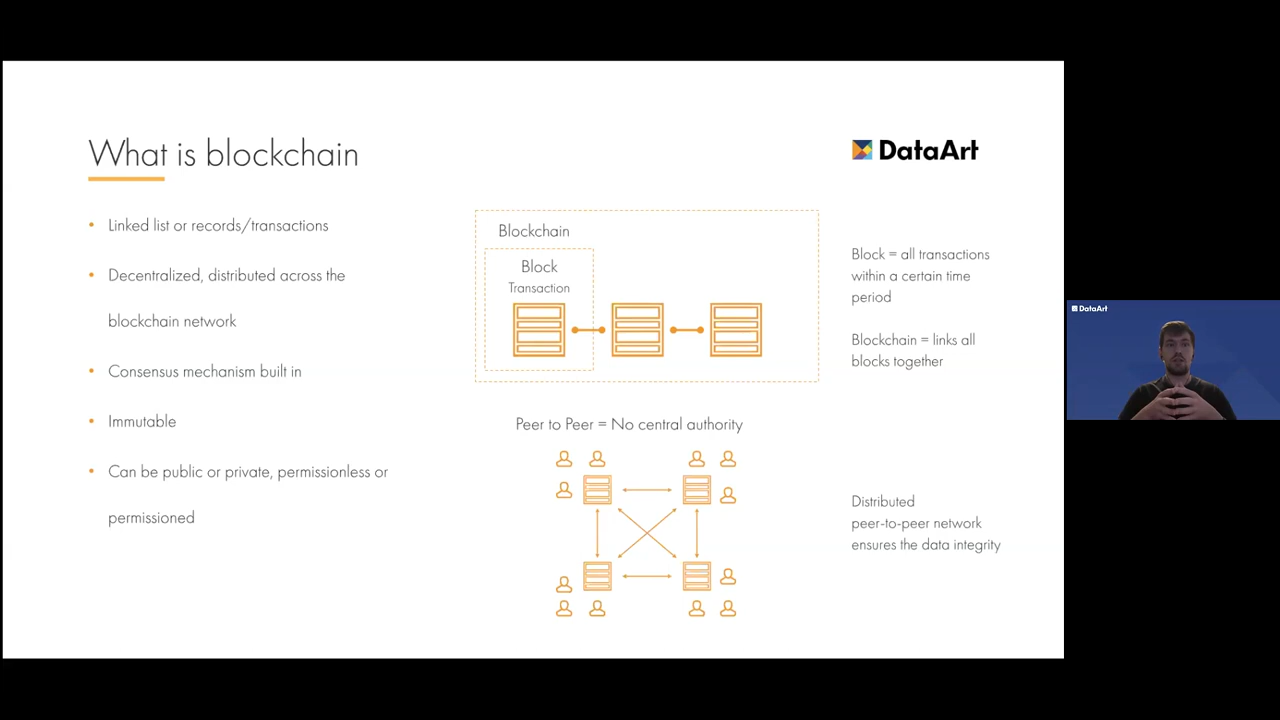 What is blockchain
DataArt
Linked list or records/transactions
Decentralized, distributed across the
blockchain network
Consensus mechanism built in
Immutable
Can be public or private, permissionless or
permissioned
Blockchain
Block
Transaction
Block = all transactions
within a certain time
period
Blockchain = links all
blocks together
Peer to Peer = No central authority
Distributed
peer-to-peer network
ensures the data integrity
DataArt